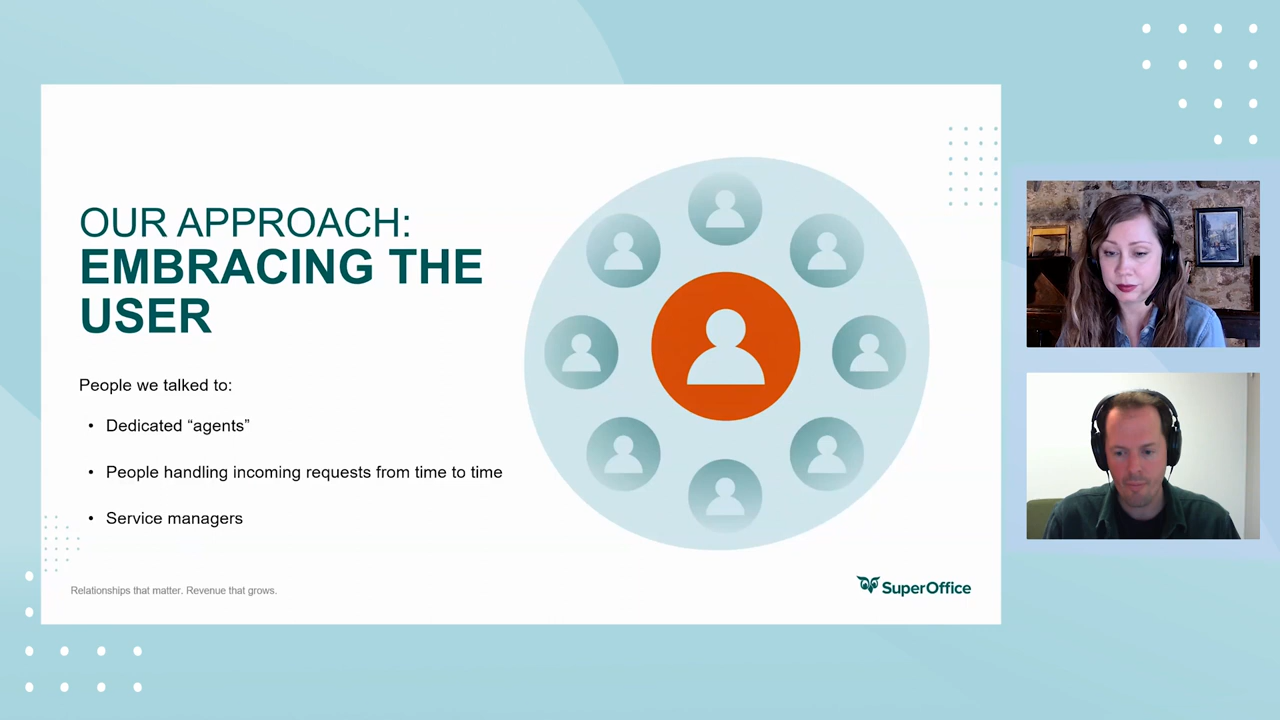 OUR APPROACH:
EMBRACING THE
USER
People we talked to:
• Dedicated “agents”
• People handling incoming requests from time to time
• Service managers
Relationships that matter. Revenue that grows.
SuperOffice